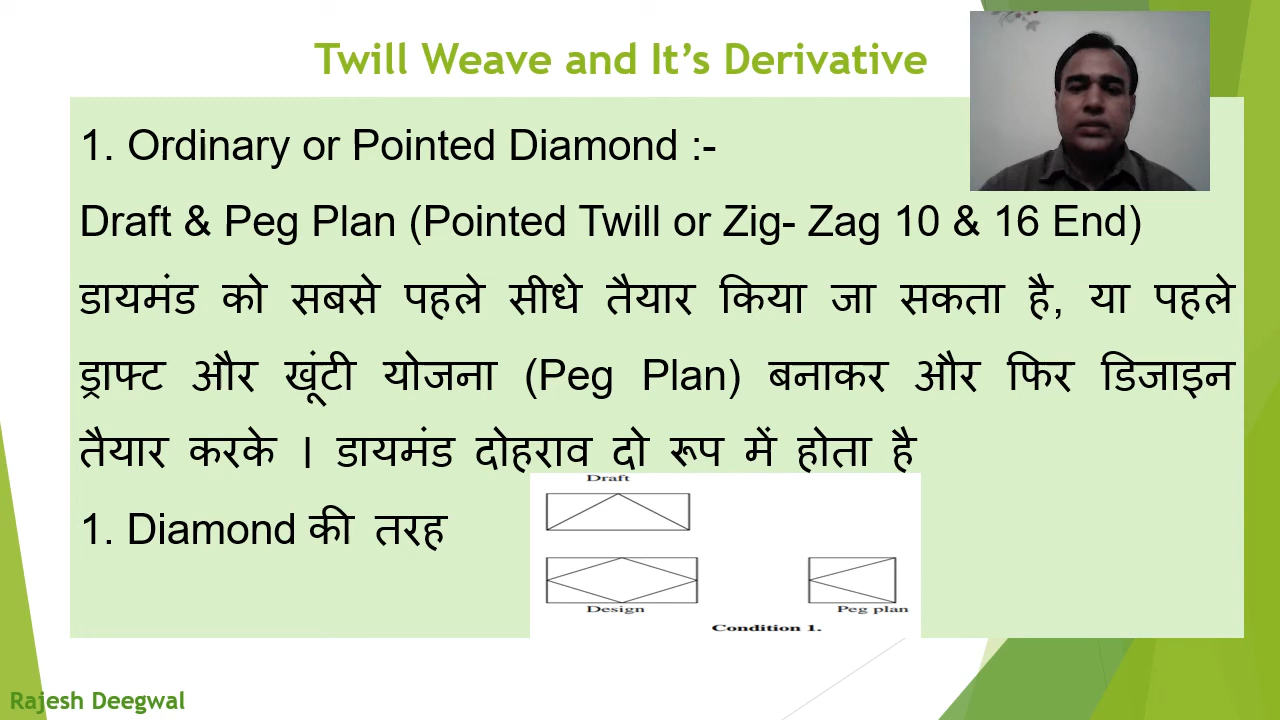 Twill Weave and It's Derivative
1. Ordinary or Pointed Diamond :-
Draft & Peg Plan (Pointed Twill or Zig- Zag 10 & 16 End)
डायमंड को सबसे पहले सीधे तैयार किया जा सकता है, या पहले
ड्राफ्ट और खूंटी योजना (Peg Plan) बनाकर और फिर डिजाइन
तैयार करके । डायमंड दोहराव दो रूप में होता है
1. Diamond की तरह
Draft
Design
Peg plan
Condition 1.
Rajesh Deegwal